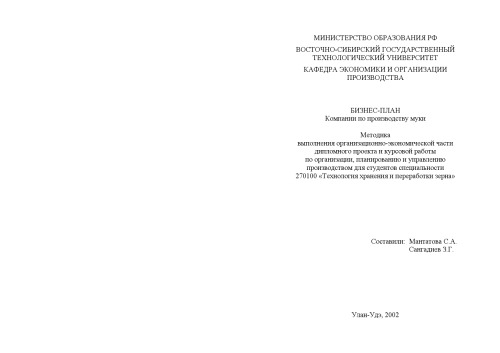 МИНИСТЕРСТВО ОБРАЗОВАНИЯ РФ
ВОСТОЧНО-СИБИРСКИЙ ГОСУДАРСТВЕННЫЙ
ТЕХНОЛОГИЧЕСКИЙ УНИВЕРСИТЕТ
КАФЕДРА ЭКОНОМИКИ И ОРГАНИЗАЦИИ
ПРОИЗВОДСТВА
БИЗНЕС-ПЛАН
Компании по производству муки
Методика
выполнения организационно-экономической части
дипломного проекта и курсовой работы
по организации, планированию и управлению
производством для студентов специальности
270100 «Технология хранения и переработки зерна»
Составили: Мантатова С.А.
Сангадиев З.Г.
Улан-Удэ, 2002